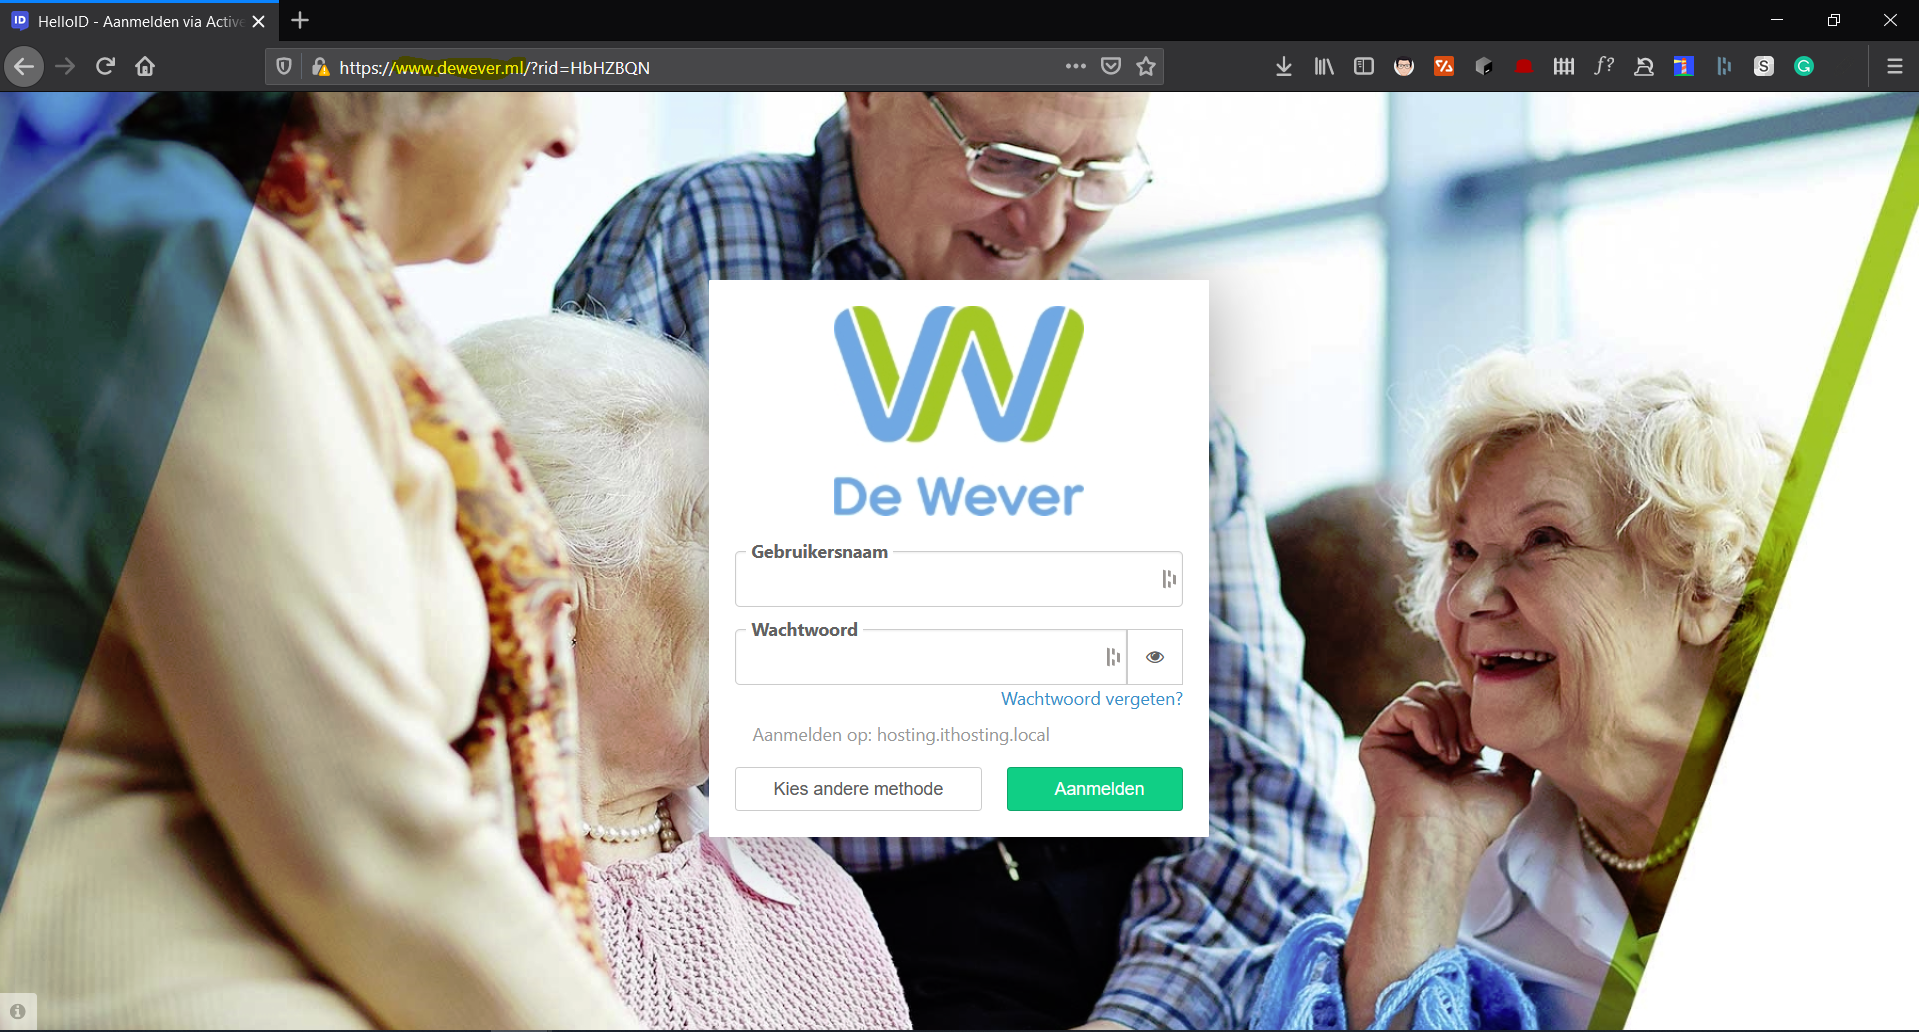 HelloID - Aanmelden via Active
https://www.dewever.ml/?rid=HbHZBQN
De Wever
Gebruikersnaam
Wachtwoord
Wachtwoord vergeten?
Aanmelden op: hosting.ithosting.local
Kies andere methode
Aanmelden